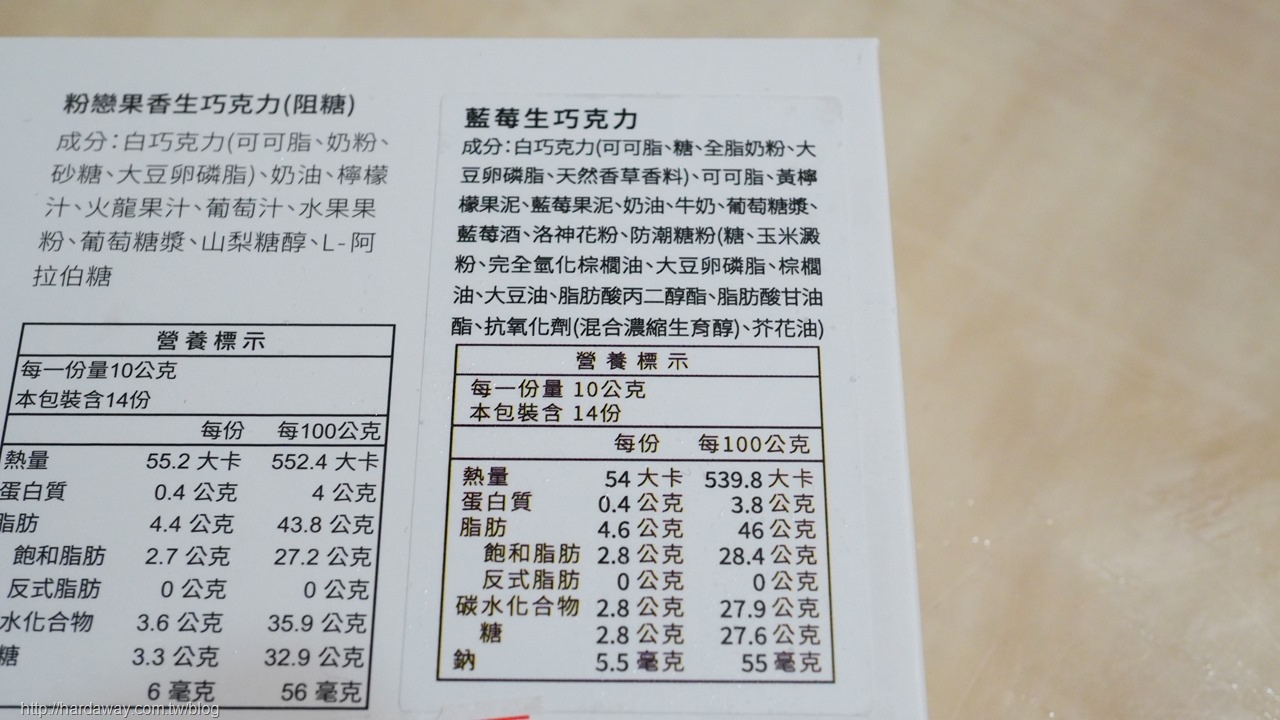 粉戀果香生巧克力(阻糖)
成分:白巧克力(可可脂、奶粉、
砂糖、大豆卵磷脂)、奶油、檸檬
汁、火龍果汁、葡萄汁、水果果
粉、葡萄糖漿、山梨糖醇、L-阿
拉伯糖
營養標示
每一份量10公克
本包裝含14份
每份 每100公克
熱量 55.2 大卡 552.4 大卡
蛋白質 0.4 公克 4 公克
脂肪 4.4 公克 43.8 公克
飽和脂肪 2.7 公克 27.2 公克
反式脂肪 0 公克 0 公克
水化合物 3.6 公克 35.9 公克
糖 3.3 公克 32.9 公克
6 毫克 56 毫克
藍莓生巧克力
成分:白巧克力(可可脂、糖、全脂奶粉、大
豆卵磷脂、天然香草香料)、可可脂、黃檸
檬果泥、藍莓果泥、奶油、牛奶、葡萄糖漿、
藍莓酒、洛神花粉、防潮糖粉(糖、玉米澱
粉、完全氫化棕櫚油、大豆卵磷脂、棕櫚
油、大豆油、脂肪酸丙二醇酯、脂肪酸甘油
酯、抗氧化劑(混合濃縮生育醇)、芥花油)
營養標示
每一份量 10公克
本包裝含 14份
每份 每100公克
熱量 54 大卡 539.8 大卡
蛋白質 0.4 公克 3.8 公克
脂肪 4.6 公克 46 公克
飽和脂肪 2.8 公克 28.4 公克
反式脂肪 0 公克 0 公克
碳水化合物 2.8 公克 27.9 公克
糖 2.8 公克 27.6 公克
鈉 5.5 毫克 55 毫克
http://hardaway.com.tw/blog